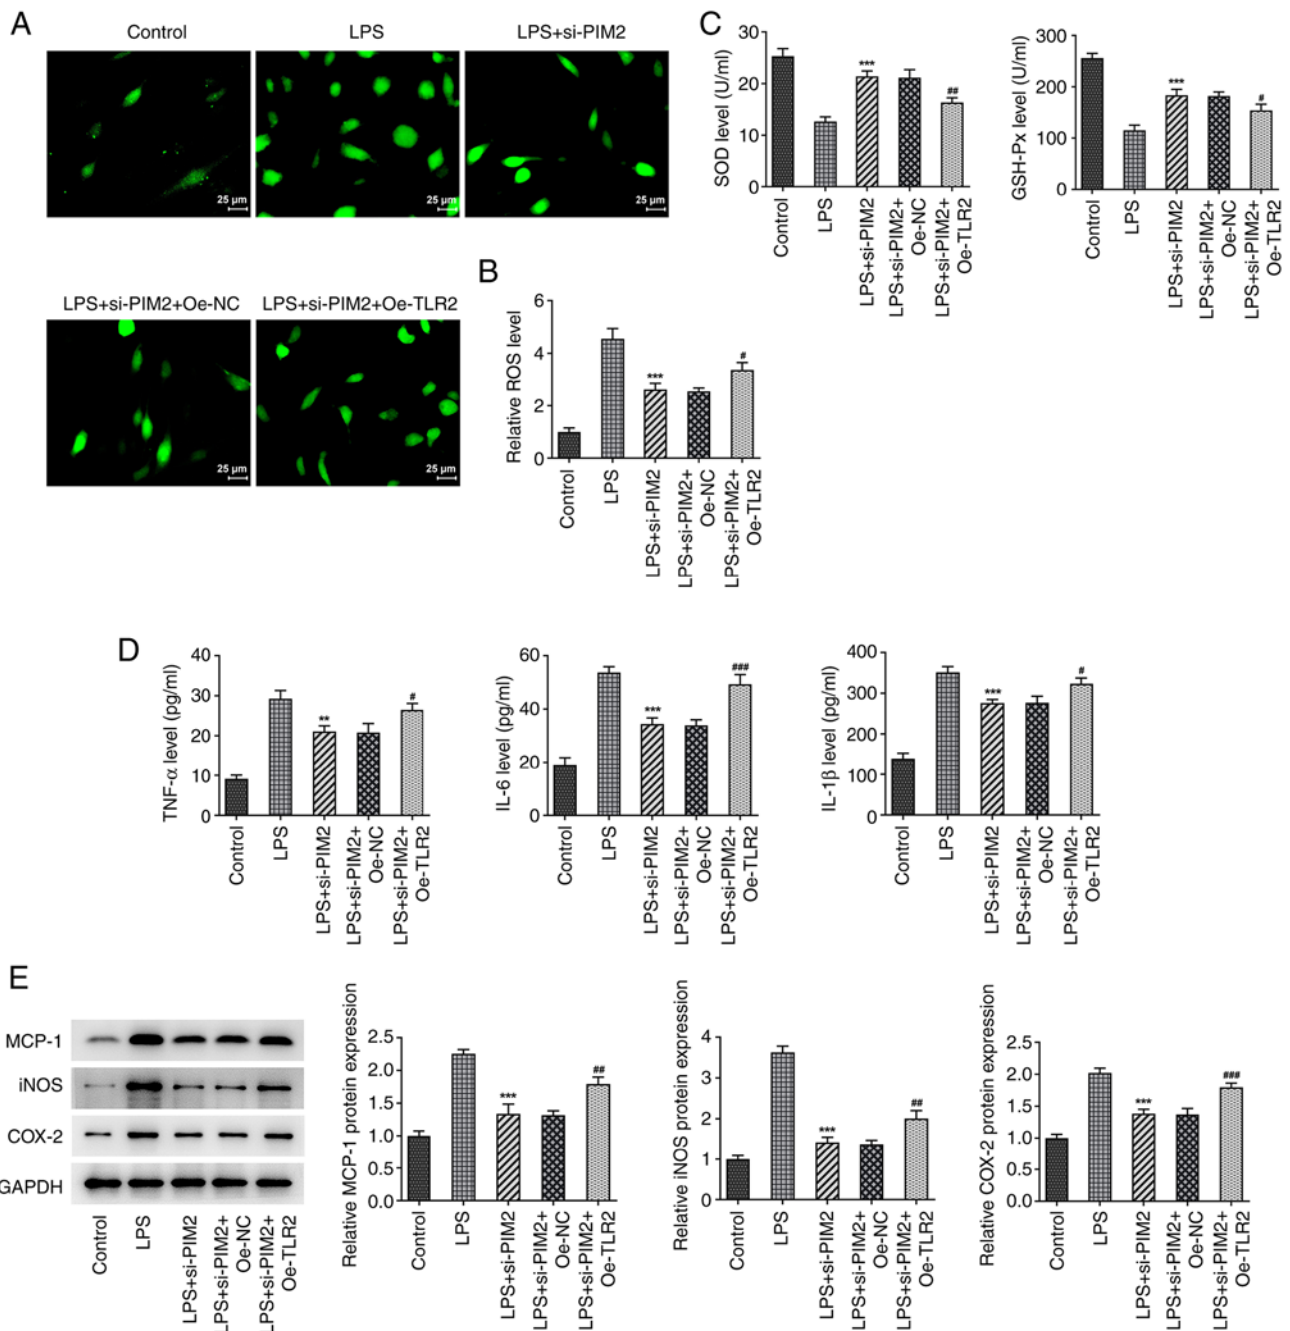 A
Control
LPS
LPS+si-PIM2
25 µm
25 µm
25 µm
LPS+si-PIM2+Oe-NC
LPS+si-PIM2+Oe-TLR2
25 µm
25 µm
B
Relative ROS level
6
4
2
0
***
#
Control
LPS
LPS+si-PIM2
LPS+si-PIM2+
Oe-NC
LPS+si-PIM2+
Oe-TLR2
C
SOD level (U/ml)
30
20
10
0
***
##
Control
LPS
LPS+si-PIM2
LPS+si-PIM2+
Oe-NC
LPS+si-PIM2+
Oe-TLR2
GSH-Px level (U/ml)
300
200
100
0
***
#
Control
LPS
LPS+si-PIM2
LPS+si-PIM2+
Oe-NC
LPS+si-PIM2+
Oe-TLR2
D
TNF-α level (pg/ml)
40
30
20
10
0
**
#
Control
LPS
LPS+si-PIM2
LPS+si-PIM2+
Oe-NC
LPS+si-PIM2+
Oe-TLR2
IL-6 level (pg/ml)
60
40
20
0
***
###
Control
LPS
LPS+si-PIM2
LPS+si-PIM2+
Oe-NC
LPS+si-PIM2+
Oe-TLR2
IL-1β level (pg/ml)
400
300
200
100
0
***
#
Control
LPS
LPS+si-PIM2
LPS+si-PIM2+
Oe-NC
LPS+si-PIM2+
Oe-TLR2
E
MCP-1
iNOS
COX-2
GAPDH
Control
LPS
LPS+si-PIM2
LPS+si-PIM2+
Oe-NC
LPS+si-PIM2+
Oe-TLR2
Relative MCP-1 protein expression
2.5
2.0
1.5
1.0
0.5
0.0
***
##
Control
LPS
LPS+si-PIM2
LPS+si-PIM2+
Oe-NC
LPS+si-PIM2+
Oe-TLR2
Relative iNOS protein expression
4
3
2
1
0
***
##
Control
LPS
LPS+si-PIM2
LPS+si-PIM2+
Oe-NC
LPS+si-PIM2+
Oe-TLR2
Relative COX-2 protein expression
2.5
2.0
1.5
1.0
0.5
0.0
***
###
Control
LPS
LPS+si-PIM2
LPS+si-PIM2+
Oe-NC
LPS+si-PIM2+
Oe-TLR2